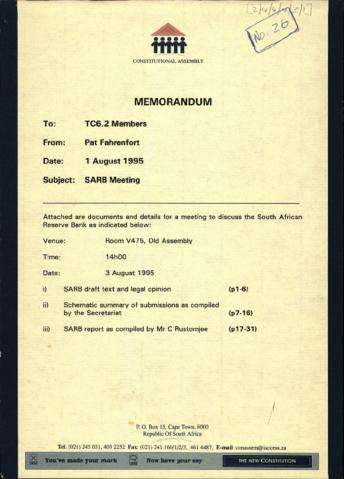 No. 26
CONSTITUTIONAL ASSEMBLY
MEMORANDUM
To: TC6.2 Members
From: Pat Fahrenfort
Date: 1 August 1995
Subject: SARB Meeting
Attached are documents and details for a meeting to discuss the South African
Reserve Bank as indicated below:
Venue: Room V475, Old Assembly
Time: 14h00
Date: 3 August 1995
i) SARB draft text and legal opinion (p1-6)
ii) Schematic summary of submissions as compiled
by the Secretariat (p7-16)
iii) SARB report as compiled by Mr C Rustomjee (p17-31)
P. O. Box 15, Cape Town, 8000
Republic Of South Africa
Tel: (021) 245 031, 403 2252 Fax: (021) 241 160/1/2/3, 461 4487, E-mail
You've made your mark
Now have your say
THE NEW CONSTITUTION